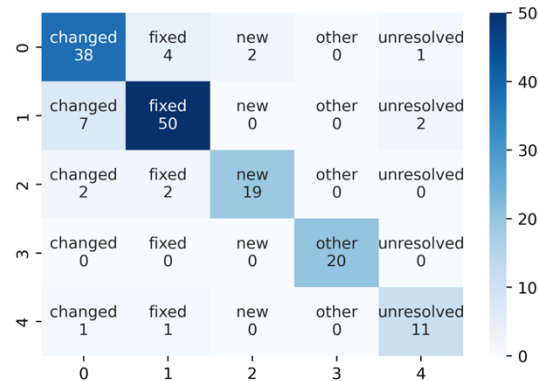 changed fixed new other unresolved
0 38 4 2 0 1
changed fixed new other unresolved
1 7 50 0 0 2
changed fixed new other unresolved
2 2 2 19 0 0
changed fixed new other unresolved
3 0 0 0 20 0
changed fixed new other unresolved
4 1 1 0 0 11
0 1 2 3 4
50
40
30
20
10
0